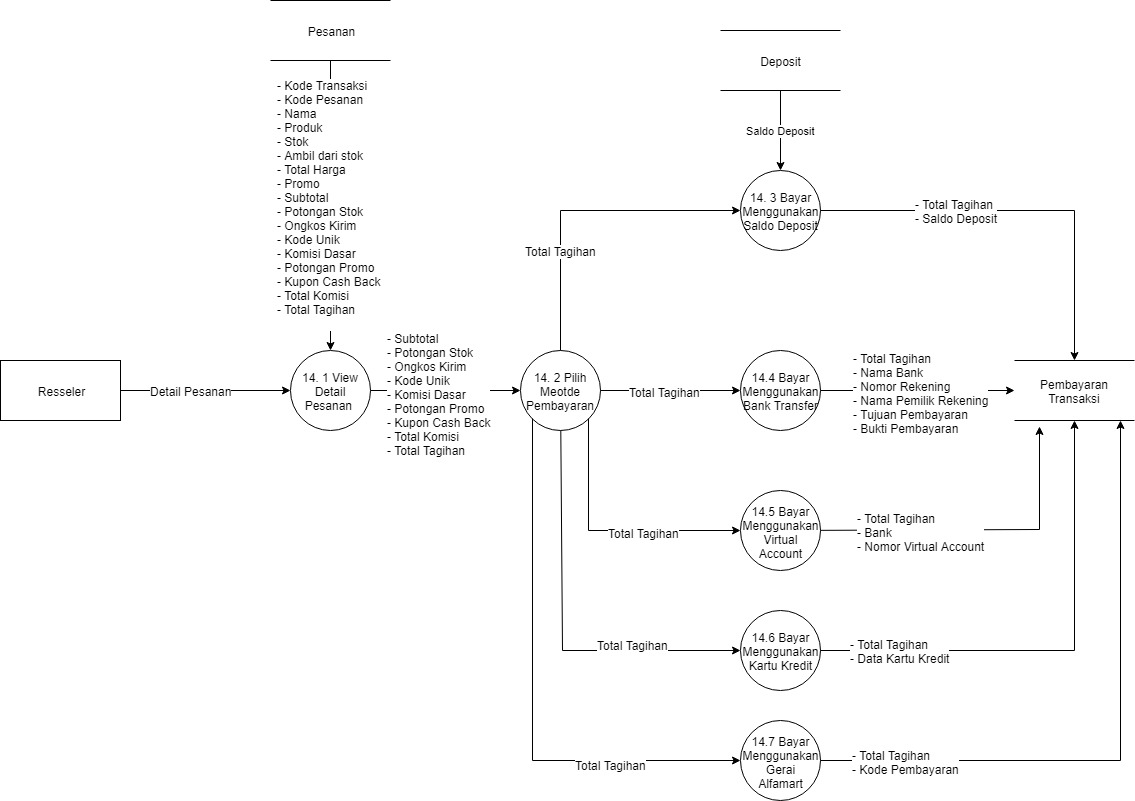 Pesanan
- Kode Transaksi
- Kode Pesanan
- Nama
- Produk
- Stok
- Ambil dari stok
- Total Harga
- Promo
- Subtotal
- Potongan Stok
- Ongkos Kirim
- Kode Unik
- Komisi Dasar
- Potongan Promo
- Kupon Cash Back
- Total Komisi
- Total Tagihan
Deposit
Saldo Deposit
Resseler
Detail Pesanan
14. 1 View
Detail
Pesanan
- Subtotal
- Potongan Stok
- Ongkos Kirim
- Kode Unik
- Komisi Dasar
- Potongan Promo
- Kupon Cash Back
- Total Komisi
- Total Tagihan
14. 2 Pilih
Meotde
Pembayaran
Total Tagihan
14. 3 Bayar
Menggunakan
Saldo Deposit
- Total Tagihan
- Saldo Deposit
Total Tagihan
14.4 Bayar
Menggunakan
Bank Transfer
- Total Tagihan
- Nama Bank
- Nomor Rekening
- Nama Pemilik Rekening
- Tujuan Pembayaran
- Bukti Pembayaran
Pembayaran
Transaksi
Total Tagihan
14.5 Bayar
Menggunakan
Virtual
Account
- Total Tagihan
- Bank
- Nomor Virtual Account
Total Tagihan
14.6 Bayar
Menggunakan
Kartu Kredit
- Total Tagihan
- Data Kartu Kredit
Total Tagihan
14.7 Bayar
Menggunakan
Gerai
Alfamart
- Total Tagihan
- Kode Pembayaran